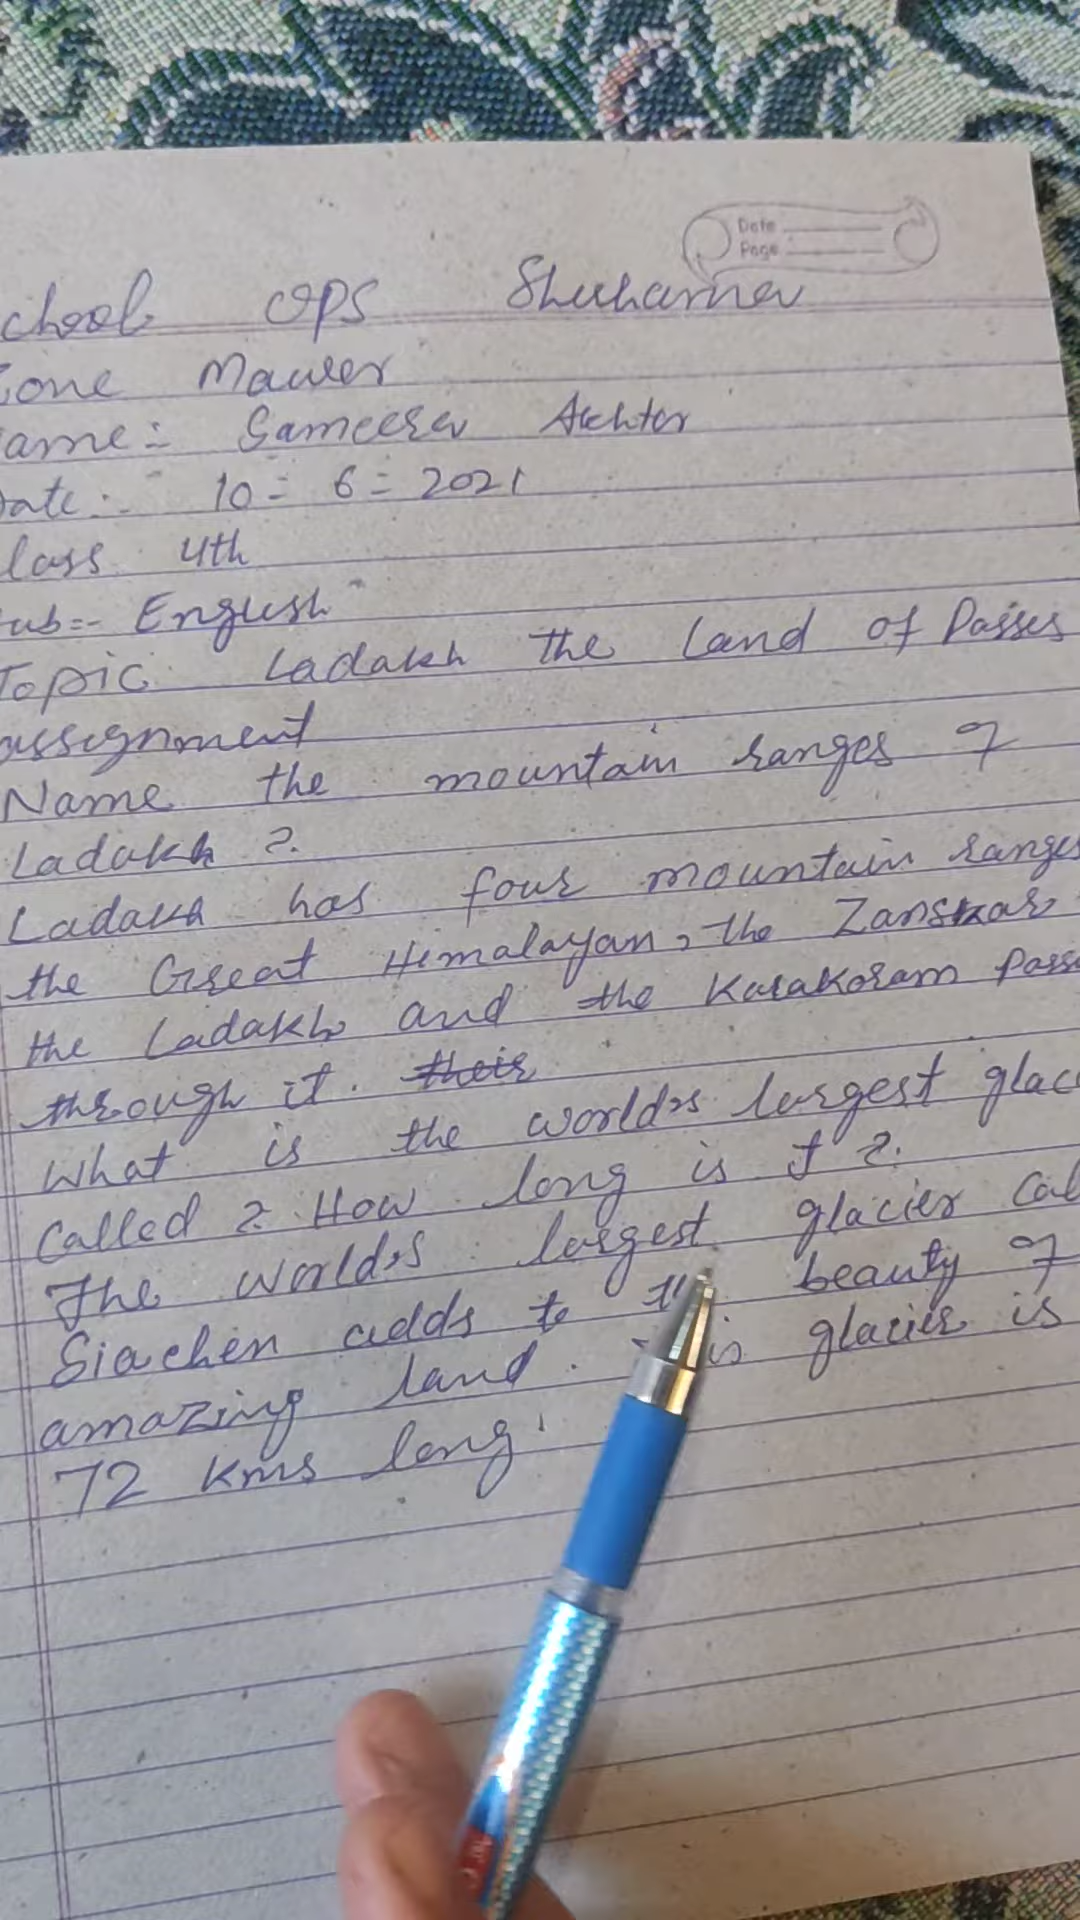 Date
Page
chool OPS
one
ame:- Sameera Akhter
Date:- 10= 6= 2021
lass 4th
ub:- English
Topic Ladakh the Land of Passes
assignment
Name the mountain ranges of
Ladakh ?
Ladakh has four mountain ranges
the Great Himalayan, the Zanskar
the Ladakh and the Karakoram Pass
through it. their
What is the world's largest glac
called ? How long is it ?
The world's largest glacier cal
Siachen adds to beauty of
amazing land. is glacier is
72 kms long.